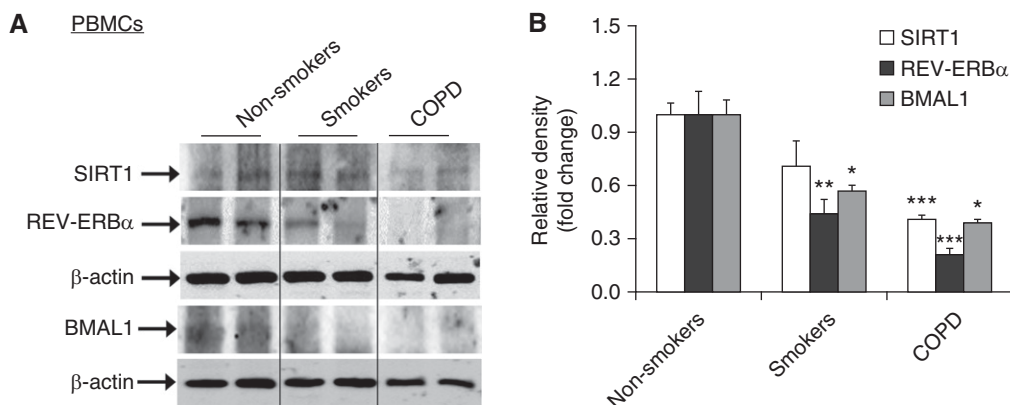 A
PBMCs
Non-smokers
Smokers
COPD
SIRT1
REV-ERBα
β-actin
BMAL1
β-actin
B
SIRT1
REV-ERBα
BMAL1
Relative density
(fold change)
1.5
1.2
0.9
0.6
0.3
0.0
**
*
***
***
*
Non-smokers
Smokers
COPD